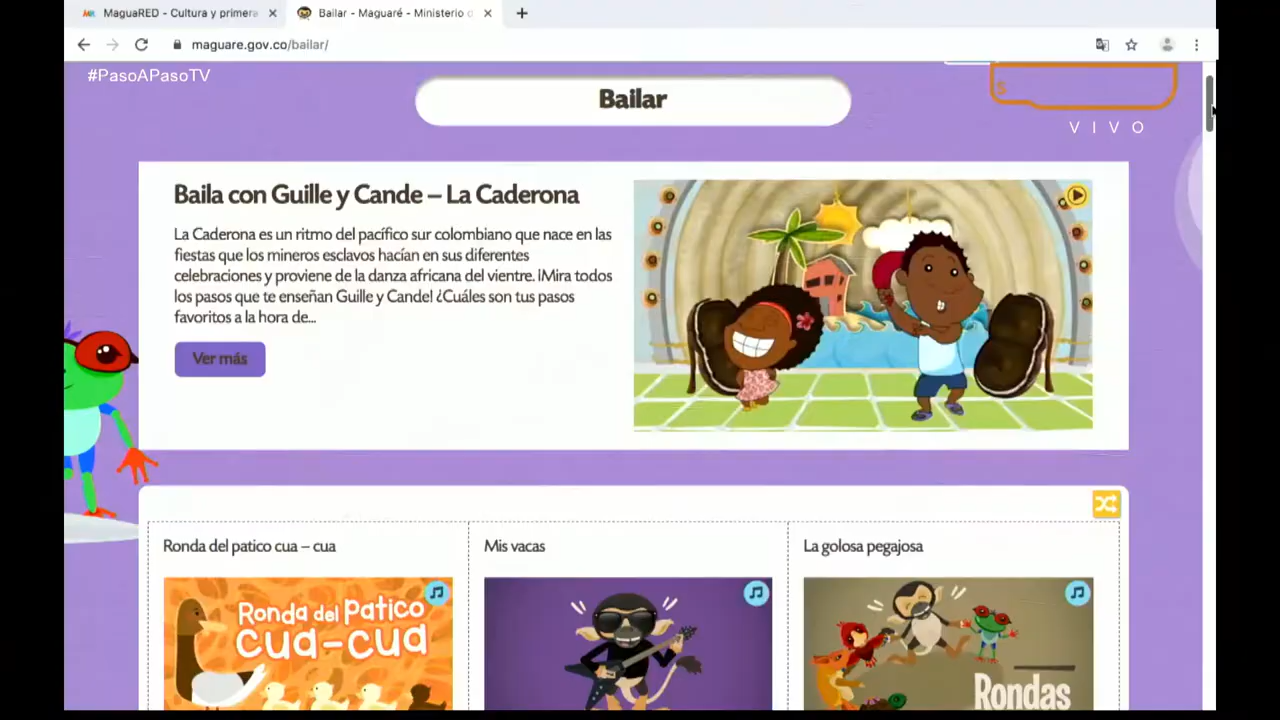 MaguaRED - Cultura y primera
Bailar - Maguaré - Ministerio d
maguare.gov.co/bailar/
#PasoAPasoTV
Bailar
VIVO
Baila con Guille y Cande – La Caderona
La Caderona es un ritmo del pacífico sur colombiano que nace en las
fiestas que los mineros esclavos hacían en sus diferentes
celebraciones y proviene de la danza africana del vientre. ¡Mira todos
los pasos que te enseñan Guille y Cande! ¿Cuáles son tus pasos
favoritos a la hora de...
Ver más
Ronda del patico cua – cua
Mis vacas
La golosa pegajosa
Ronda del Patico
cua-cua
Rondas